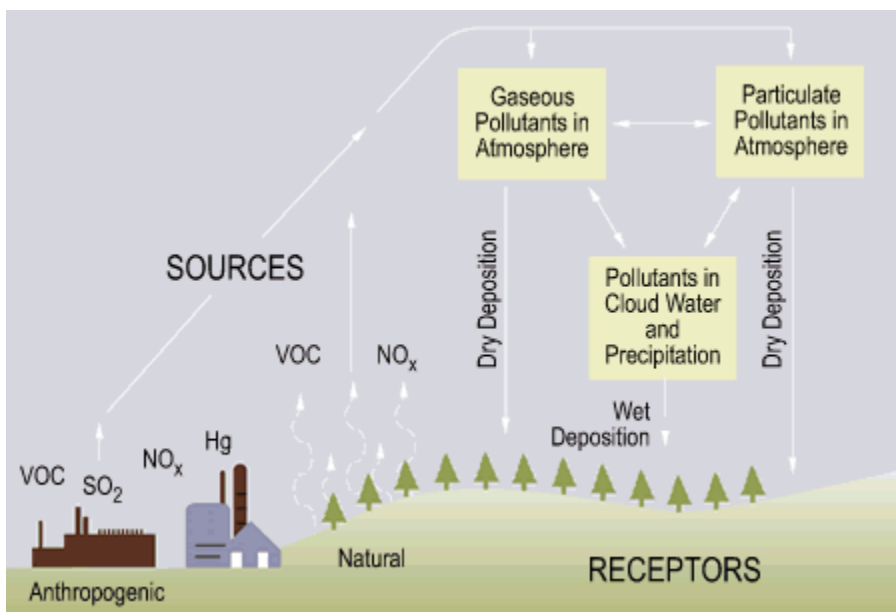 Gaseous
Pollutants in
Atmosphere
Particulate
Pollutants in
Atmosphere
SOURCES
Dry Deposition
Pollutants in
Cloud Water
and
Precipitation
Dry Deposition
VOC
NOx
Wet
Deposition
VOC
SO2
NOx
Hg
Natural
RECEPTORS
Anthropogenic